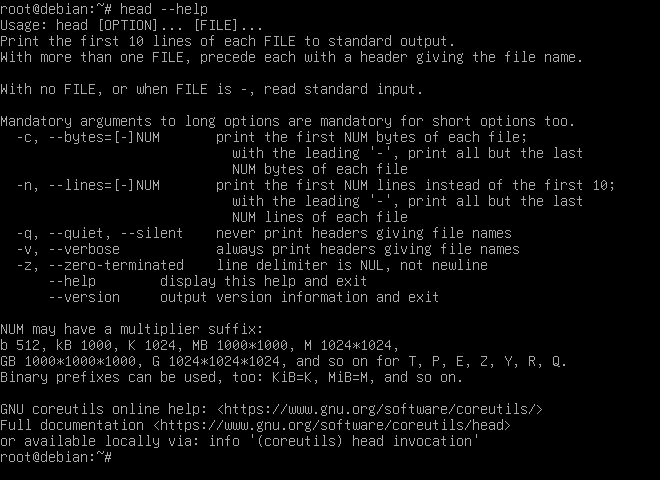 root@debian:~# head --help
Usage: head [OPTION]... [FILE]...
Print the first 10 lines of each FILE to standard output.
With more than one FILE, precede each with a header giving the file name.

With no FILE, or when FILE is -, read standard input.

Mandatory arguments to long options are mandatory for short options too.
  -c, --bytes=[-]NUM       print the first NUM bytes of each file;
                             with the leading '-', print all but the last
                             NUM bytes of each file
  -n, --lines=[-]NUM       print the first NUM lines instead of the first 10;
                             with the leading '-', print all but the last
                             NUM lines of each file
  -q, --quiet, --silent    never print headers giving file names
  -v, --verbose            always print headers giving file names
  -z, --zero-terminated    line delimiter is NUL, not newline
      --help        display this help and exit
      --version     output version information and exit

NUM may have a multiplier suffix:
b 512, kB 1000, K 1024, MB 1000*1000, M 1024*1024,
GB 1000*1000*1000, G 1024*1024*1024, and so on for T, P, E, Z, Y, R, Q.
Binary prefixes can be used, too: KiB=K, MiB=M, and so on.

GNU coreutils online help: <https://www.gnu.org/software/coreutils/>
Full documentation <https://www.gnu.org/software/coreutils/head>
or available locally via: info '(coreutils) head invocation'
root@debian:~#